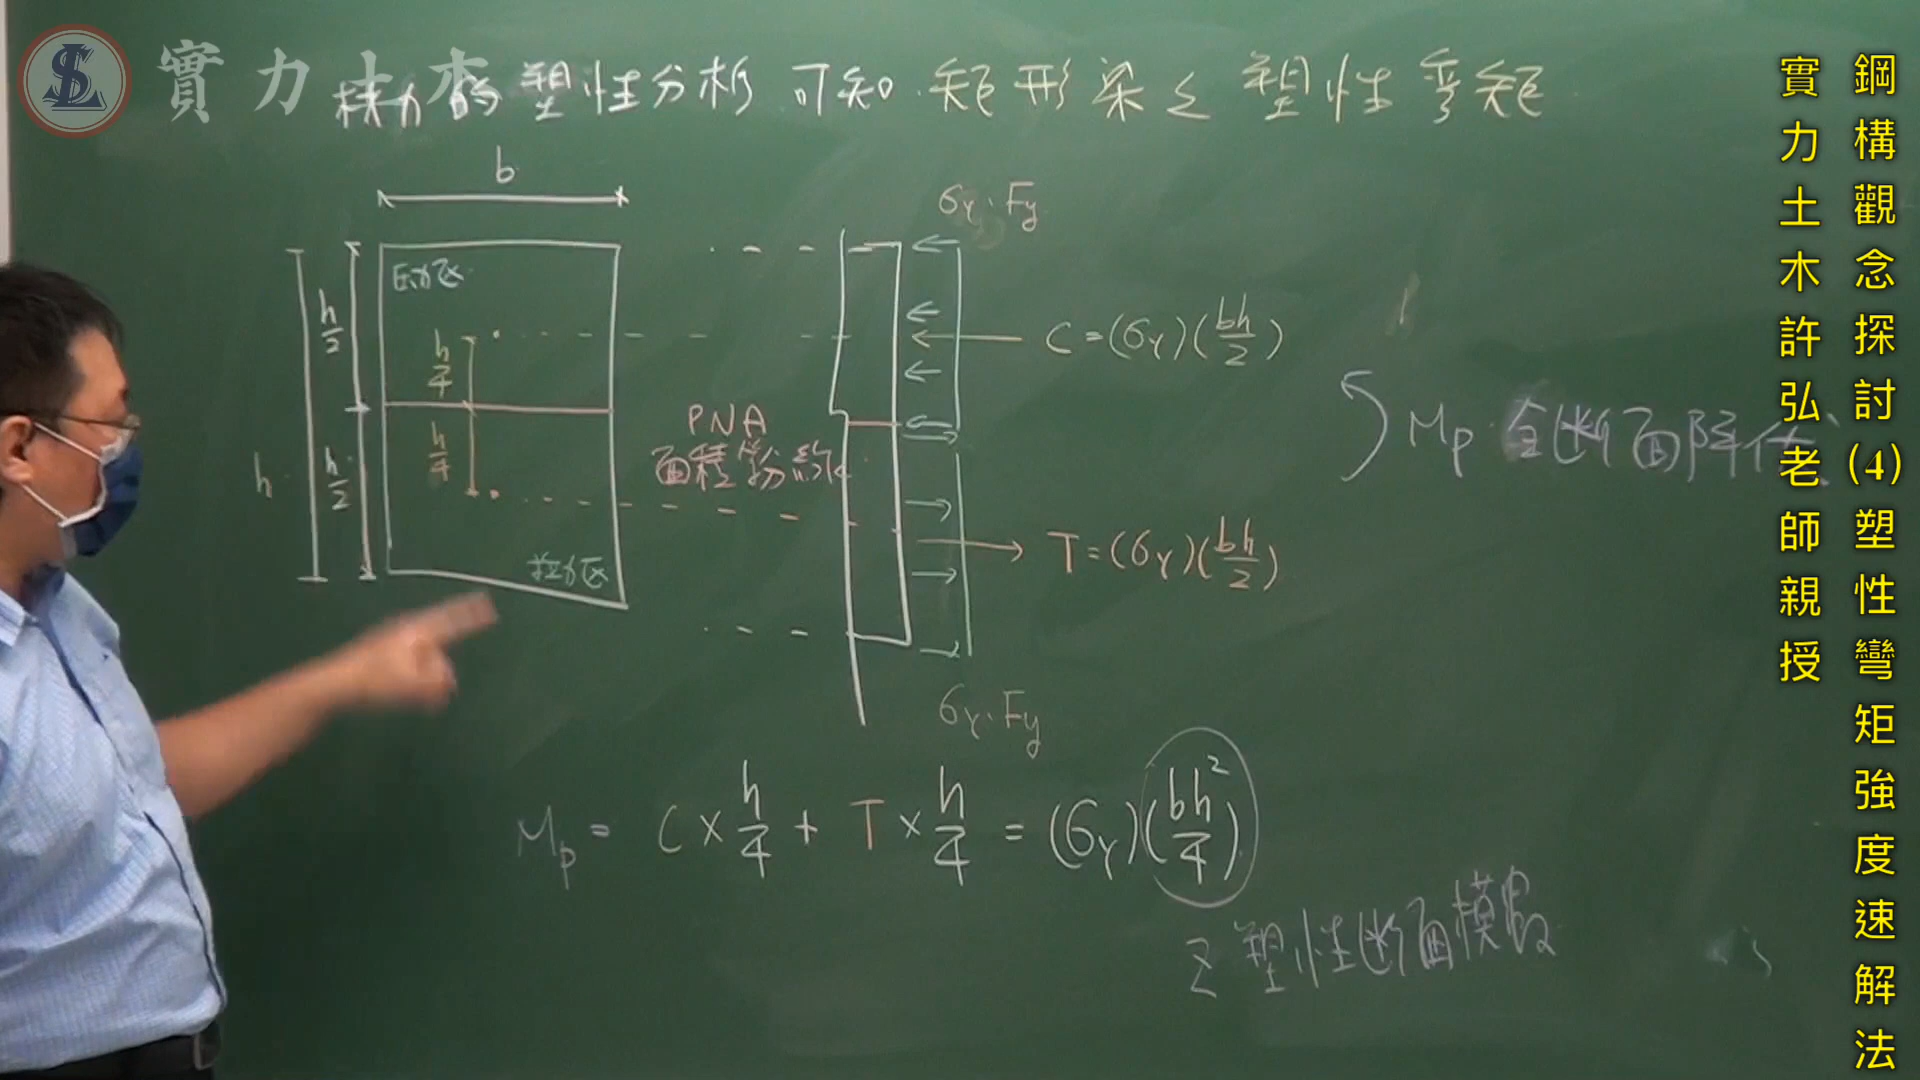 實力土木
材力的塑性分析可知.矩形梁之塑性彎矩
b
σY.Fy
壓力區
h/2
h/4
C=(σY)(bh/2)
PNA
面積等分線
Mp 全斷面降伏
h
h/2
h/4
T=(σY)(bh/2)
拉力區
σY.Fy
Mp = C×h/4 + T×h/4 = (σY)(bh²/4)
Z 塑性斷面模數
鋼構觀念探討(4)塑性彎矩強度速解法
實力土木許弘老師親授